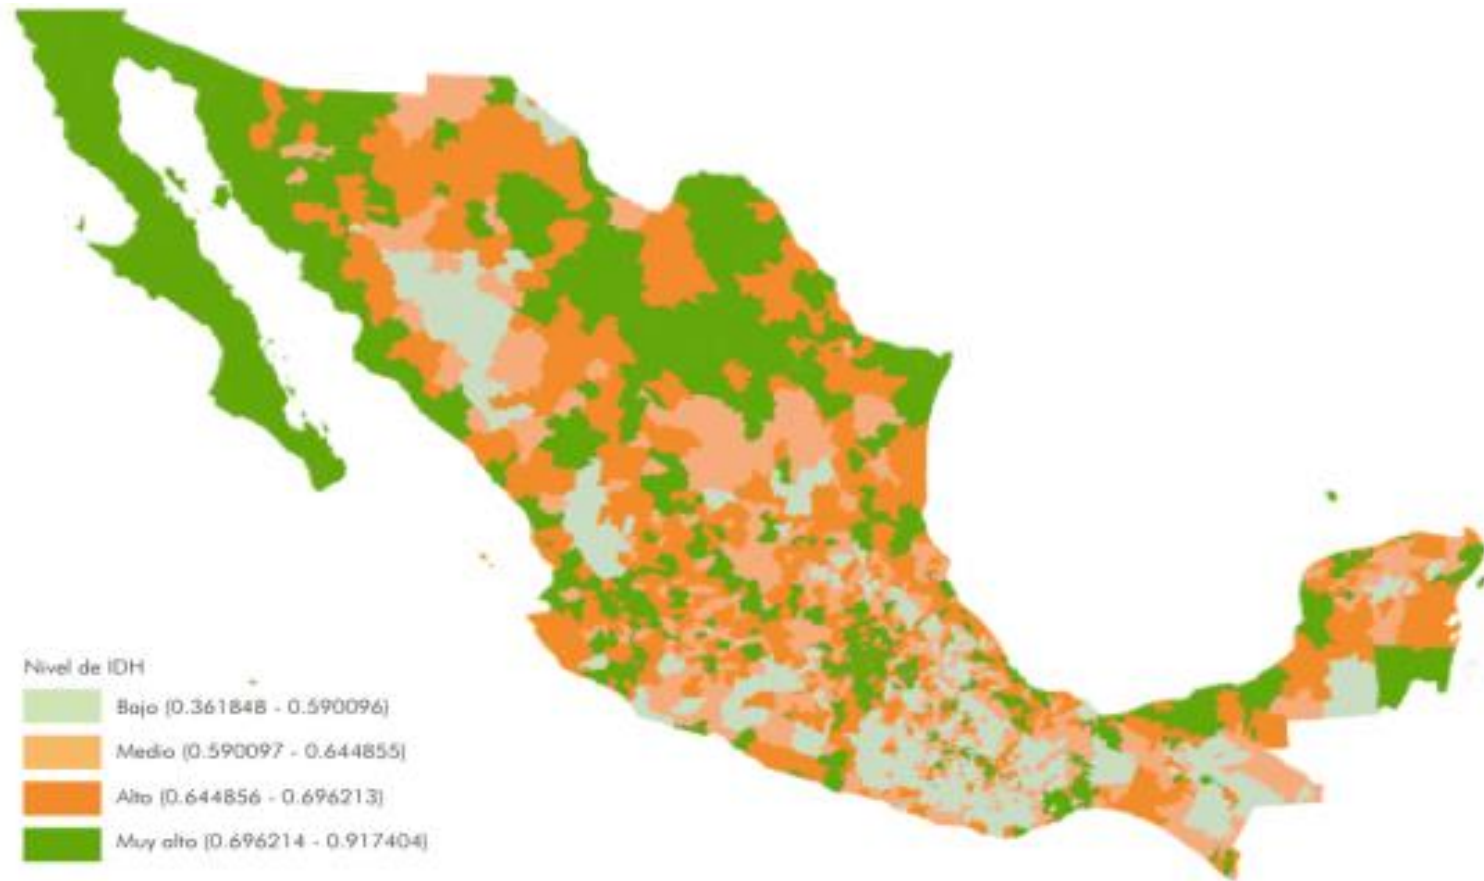 Nivel de IDH
Bajo (0.361848 - 0.590096)
Medio (0.590097 - 0.644855)
Alto (0.644856 - 0.696213)
Muy alto (0.696214 - 0.917404)